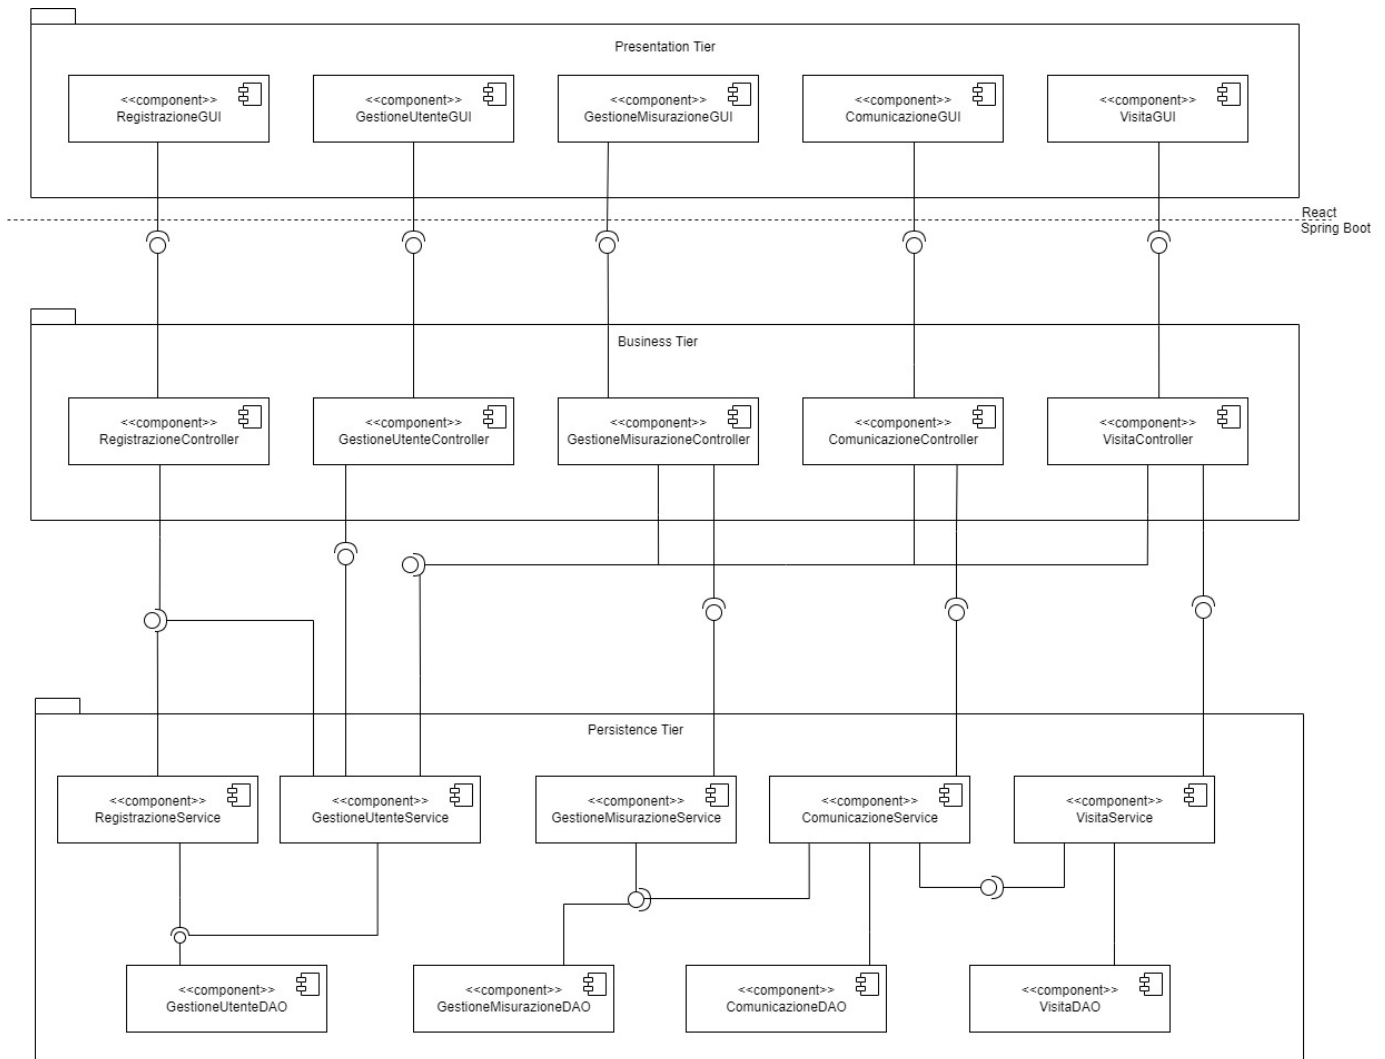 Presentation Tier
<<component>>
RegistrazioneGUI
<<component>>
GestioneUtenteGUI
<<component>>
GestioneMisurazioneGUI
<<component>>
ComunicazioneGUI
<<component>>
VisitaGUI
React
Spring Boot
Business Tier
<<component>>
RegistrazioneController
<<component>>
GestioneUtenteController
<<component>>
GestioneMisurazioneController
<<component>>
ComunicazioneController
<<component>>
VisitaController
Persistence Tier
<<component>>
RegistrazioneService
<<component>>
GestioneUtenteService
<<component>>
GestioneMisurazioneService
<<component>>
ComunicazioneService
<<component>>
VisitaService
<<component>>
GestioneUtenteDAO
<<component>>
GestioneMisurazioneDAO
<<component>>
ComunicazioneDAO
<<component>>
VisitaDAO